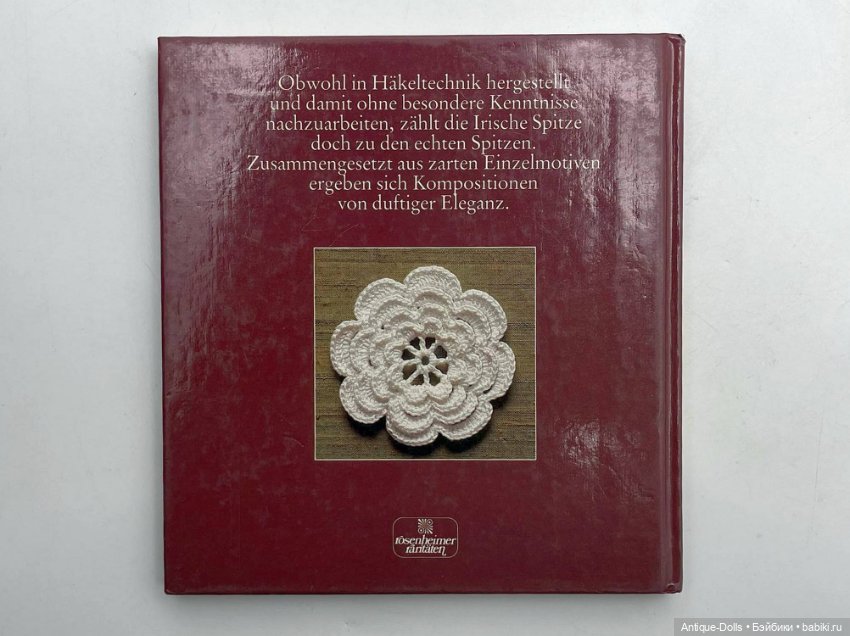 Obwohl in Häkeltechnik hergestellt
und damit ohne besondere Kenntnisse
nachzuarbeiten, zählt die Irische Spitze
doch zu den echten Spitzen.
Zusammengesetzt aus zarten Einzelmotiven
ergeben sich Kompositionen
von duftiger Eleganz.
rosenheimer
raritäten
Antique-Dolls • Бэйбики • babiki.ru